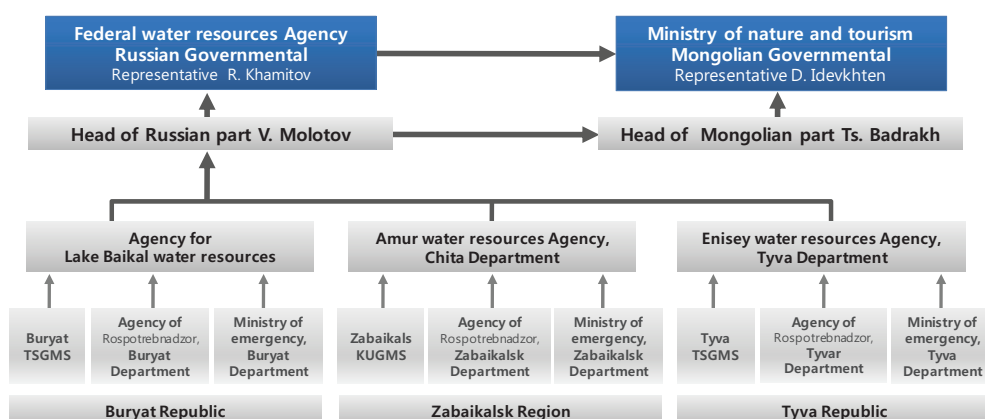 Federal water resources Agency
Russian Governmental
Representative R. Khamitov
Ministry of nature and tourism
Mongolian Governmental
Representative D. Idevkhten
Head of Russian part V. Molotov
Head of Mongolian part Ts. Badrakh
Agency for
Lake Baikal water resources
Amur water resources Agency,
Chita Department
Enisey water resources Agency,
Tyva Department
Buryat
TSGMS
Agency of
Rospotrebnadzor,
Buryat
Department
Ministry of
emergency,
Buryat
Department
Zabaikals
KUGMS
Agency of
Rospotrebnadzor,
Zabaikalsk
Department
Ministry of
emergency,
Zabaikalsk
Department
Tyva
TSGMS
Agency of
Rospotrebnadzor,
Tyvar
Department
Ministry of
emergency,
Tyva
Department
Buryat Republic
Zabaikalsk Region
Tyva Republic